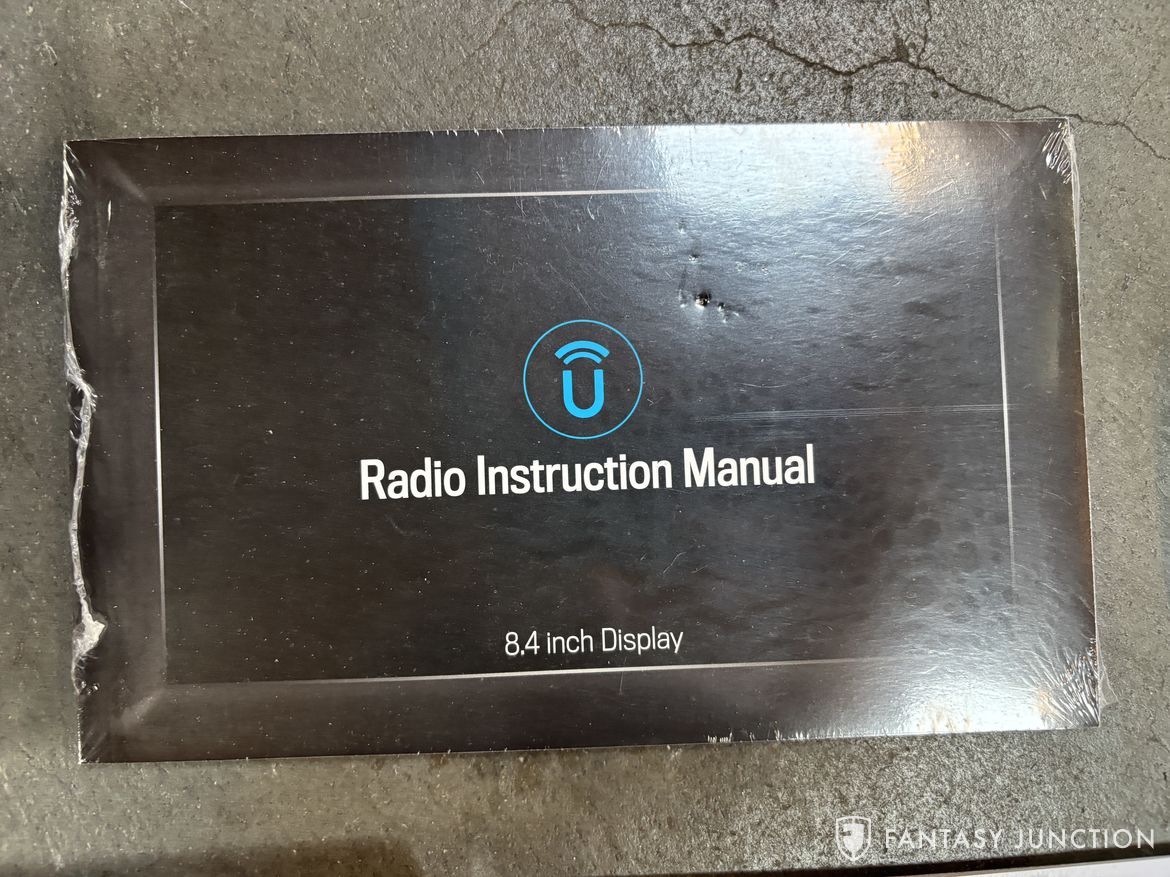 U
Radio Instruction Manual
8.4 inch Display
FANTASY JUNCTION